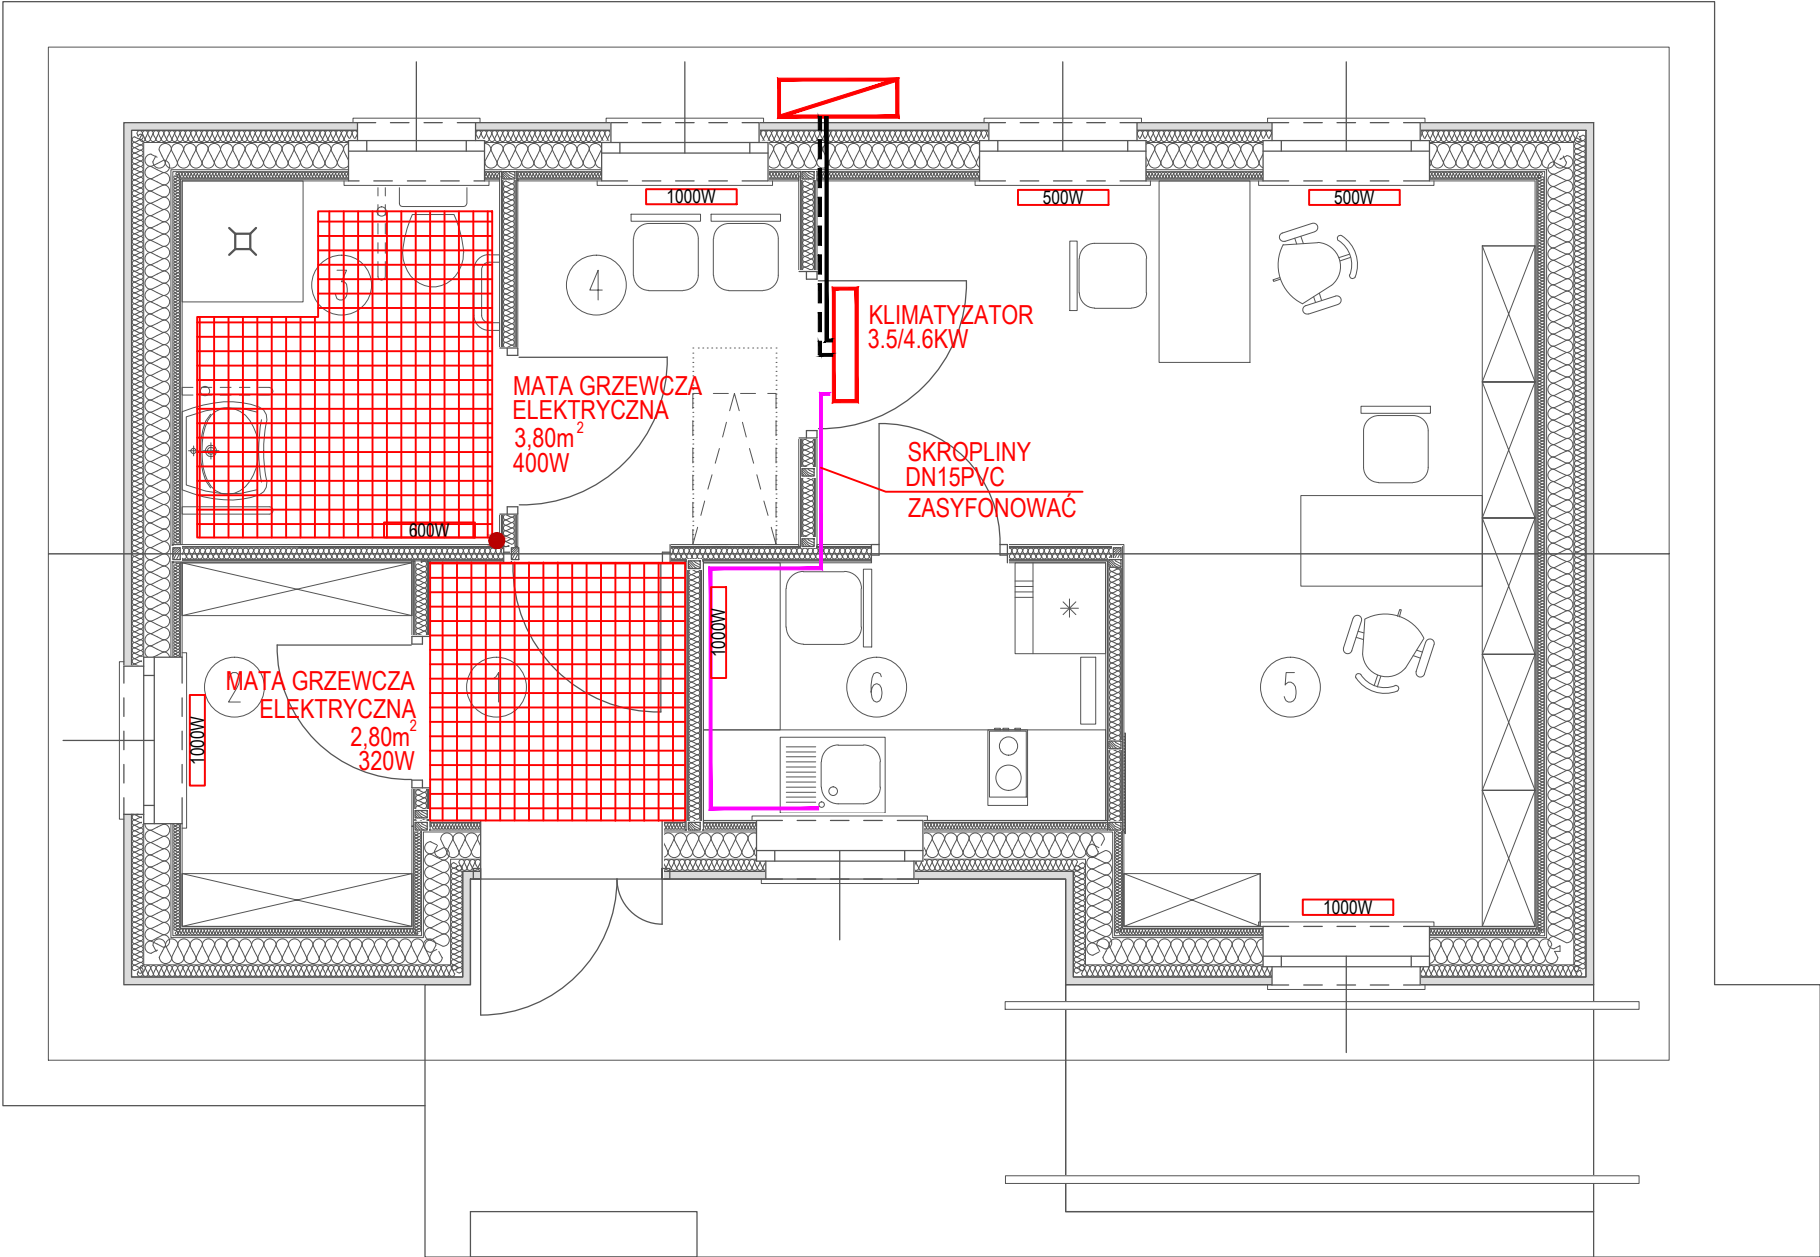 1000W
500W
500W
3
4
KLIMATYZATOR
3.5/4.6KW
MATA GRZEWCZA
ELEKTRYCZNA
3,80m²
400W
SKROPLINY
DN15PVC
ZASYFONOWAĆ
600W
1000W
2
MATA GRZEWCZA
ELEKTRYCZNA
2,80m²
320W
1
6
5
1000W
1000W